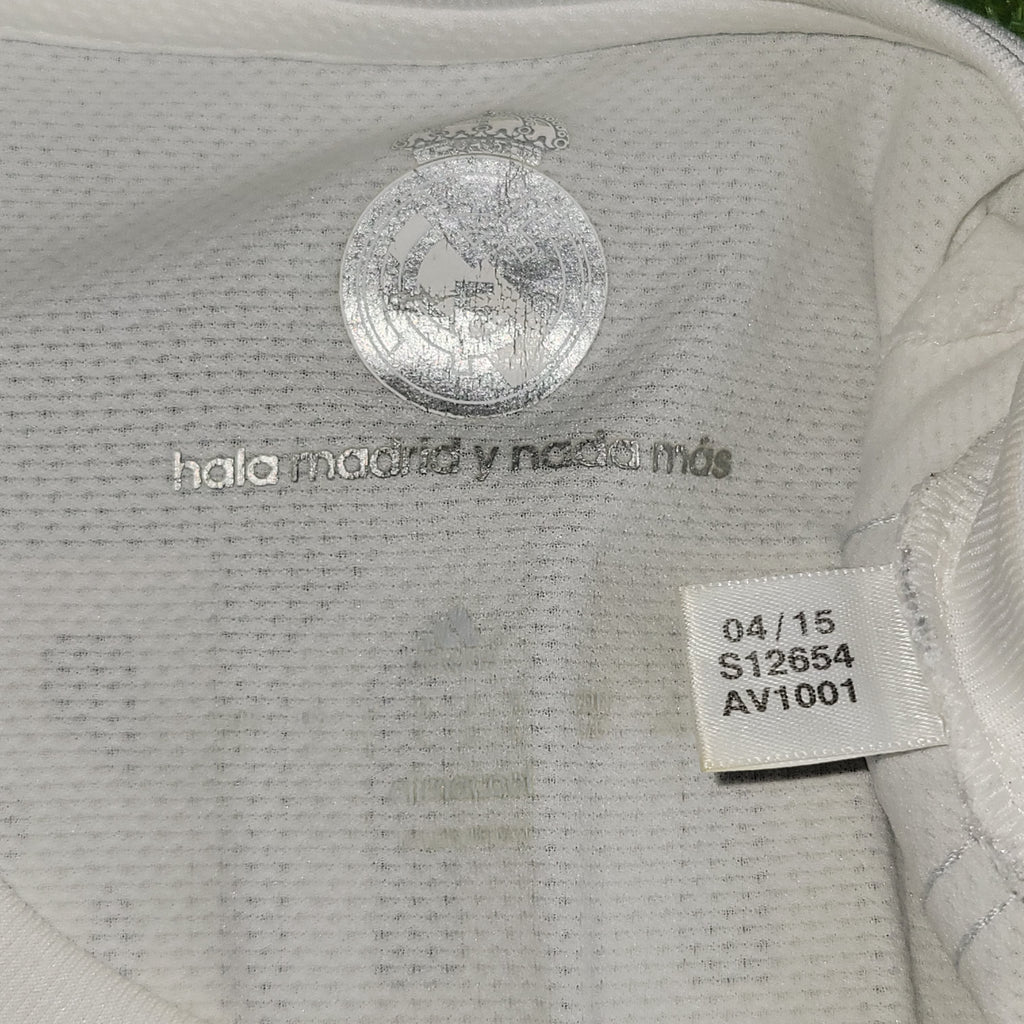 hala madrid y nada más
04/15
S12654
AV1001